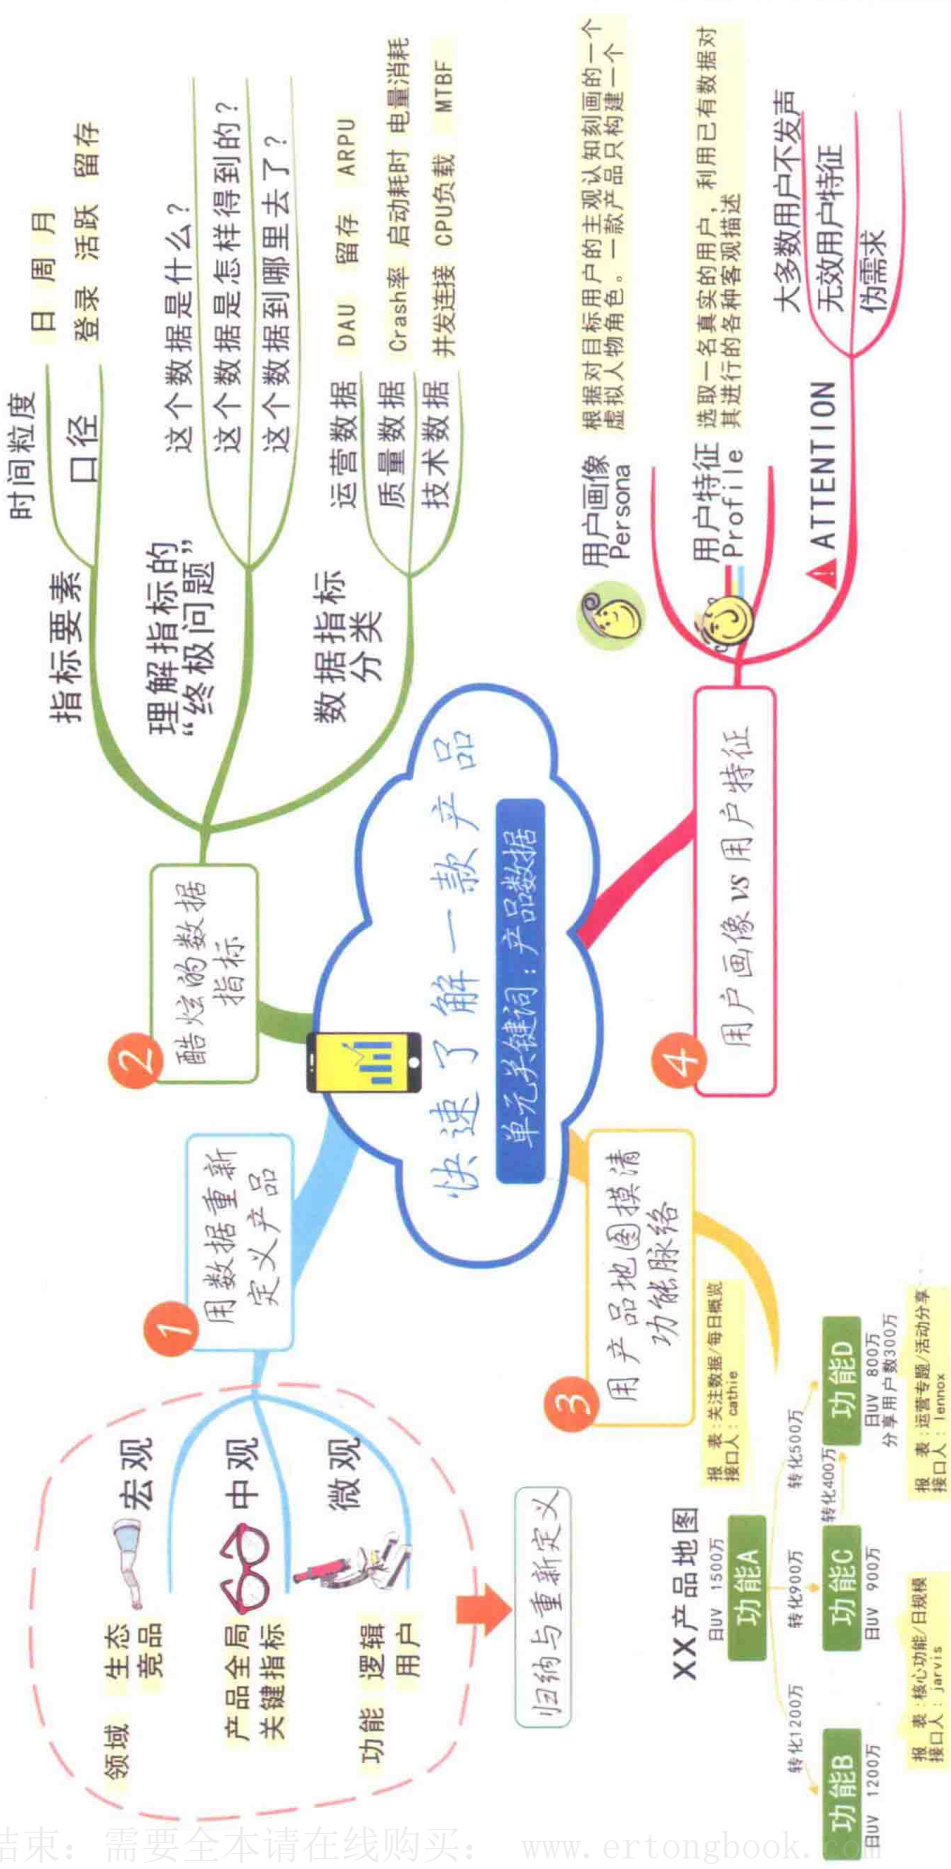 快速了解一款产品
单元关键词：产品数据
1
用数据重新
定义产品
宏观
领域 生态
竞品
中观
产品全局
关键指标
微观
功能 逻辑
用户
归纳与重新定义
2
酷炫的数据
指标
指标要素
时间粒度
日 周 月
口径
登录 活跃 留存
理解指标的
“终极问题”
这个数据是什么？
这个数据是怎样得到的？
这个数据到哪里去了？
数据指标
分类
运营数据
DAU 留存 ARPU
质量数据
Crash率 启动耗时 电量消耗
技术数据
并发连接 CPU负载 MTBF
3
用产品地图摸清
功能脉络
XX产品地图
日UV 1500万
功能A
报 表：关注数据/每日概览
接口人：cathie
转化1200万
转化900万
转化500万
转化400万
功能B
日UV 1200万
功能C
日UV 900万
报 表：核心功能/日规模
接口人：jarvis
功能D
日UV 800万
分享用户数300万
报 表：运营专题/活动分享
接口人：lennox
4
用户画像vs用户特征
用户画像
Persona
根据对目标用户的主观认知刻画的一个
虚拟人物角色。一款产品只构建一个
用户特征
Profile
选取一名真实的用户，利用已有数据对
其进行的各种客观描述
ATTENTION
大多数用户不发声
无效用户特征
伪需求
结束：需要全本请在线购买： www.ertongbook.com